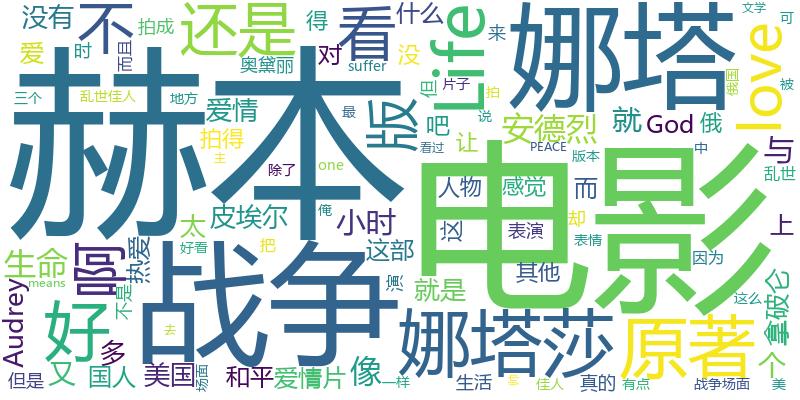 没有
不
时
而且
拍成
还是
得
看
什么
来
文学
可
爱
奥黛丽
suffer
对
没
Life
娜塔
love
俄国
被
三个
乱世佳人
地方
爱情
最
版
但
片子
拍
说
赫本
拍得
主
除了
one
吧
看过
让
安德烈
PEACE
就
版本
God
俄
中
与
乱世
电影
太
皮埃尔
俺
小时
这
人物
感觉
而
表演
却
表情
上
生命
means
啊
热爱
好看
把
这部
演
其他
因为
Audrey
不是
战争
就是
这么
拿破仑
好
多
去
娜塔莎
原著
个
但是
又
国人
美国
场面
和平
爱情片
像
一样
生活
佳人
真的
有点
战争场面
美